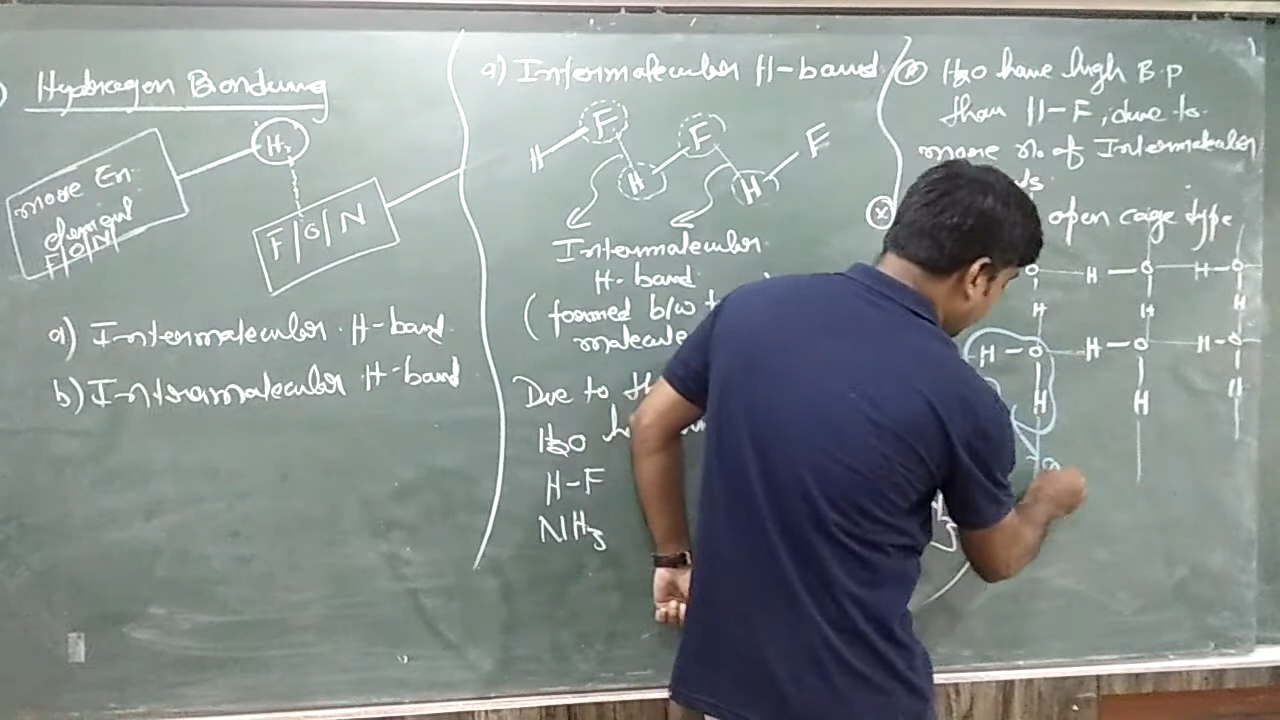 Hydrogen Bonding
more En
element
F/O/N
H
F/O/N
a) Intermolecular H-bond
b) Intramolecular H-bond
a) Intermolecular H-bond
H F H F H F
Intermolecular
H-bond
(formed b/w
molecule
Due to
H2O
H-F
NH3
H2O have high B.P
than H-F, due to
more no. of Intermolecular
open cage type
O H-O H-O
H H H
H-O H-O H-O
H H H